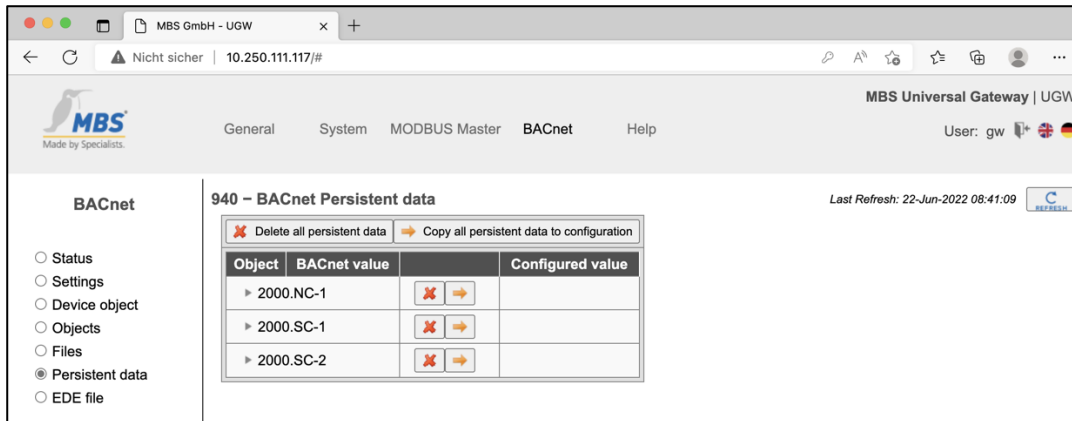 MBS GmbH - UGW
Nicht sicher | 10.250.111.117/#
MBS
Made by Specialists.
MBS Universal Gateway | UGW
General System MODBUS Master BACnet Help
User: gw
BACnet
940 – BACnet Persistent data
Last Refresh: 22-Jun-2022 08:41:09
REFRESH
Delete all persistent data Copy all persistent data to configuration
Object BACnet value Configured value
2000.NC-1
2000.SC-1
2000.SC-2
Status
Settings
Device object
Objects
Files
Persistent data
EDE file